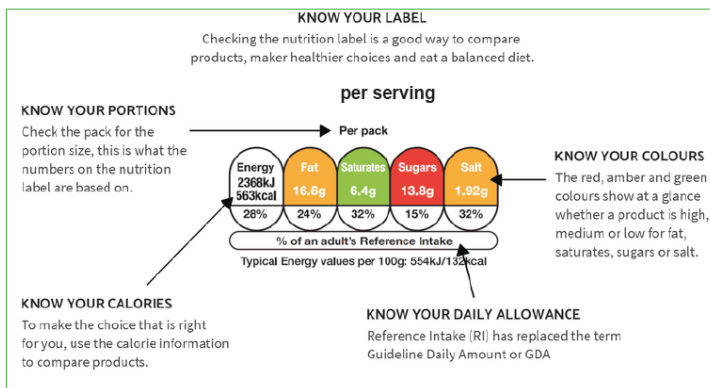 KNOW YOUR LABEL
Checking the nutrition label is a good way to compare
products, maker healthier choices and eat a balanced diet.
per serving
KNOW YOUR PORTIONS
Check the pack for the
portion size, this is what the
numbers on the nutrition
label are based on.
Per pack
Energy Fat Saturates Sugars Salt
2368kJ
563kcal 16.6g 6.4g 13.8g 1.92g
28% 24% 32% 15% 32%
% of an adult's Reference Intake
Typical Energy values per 100g: 554kJ/132kcal
KNOW YOUR COLOURS
The red, amber and green
colours show at a glance
whether a product is high,
medium or low for fat,
saturates, sugars or salt.
KNOW YOUR CALORIES
To make the choice that is right
for you, use the calorie information
to compare products.
KNOW YOUR DAILY ALLOWANCE
Reference Intake (RI) has replaced the term
Guideline Daily Amount or GDA